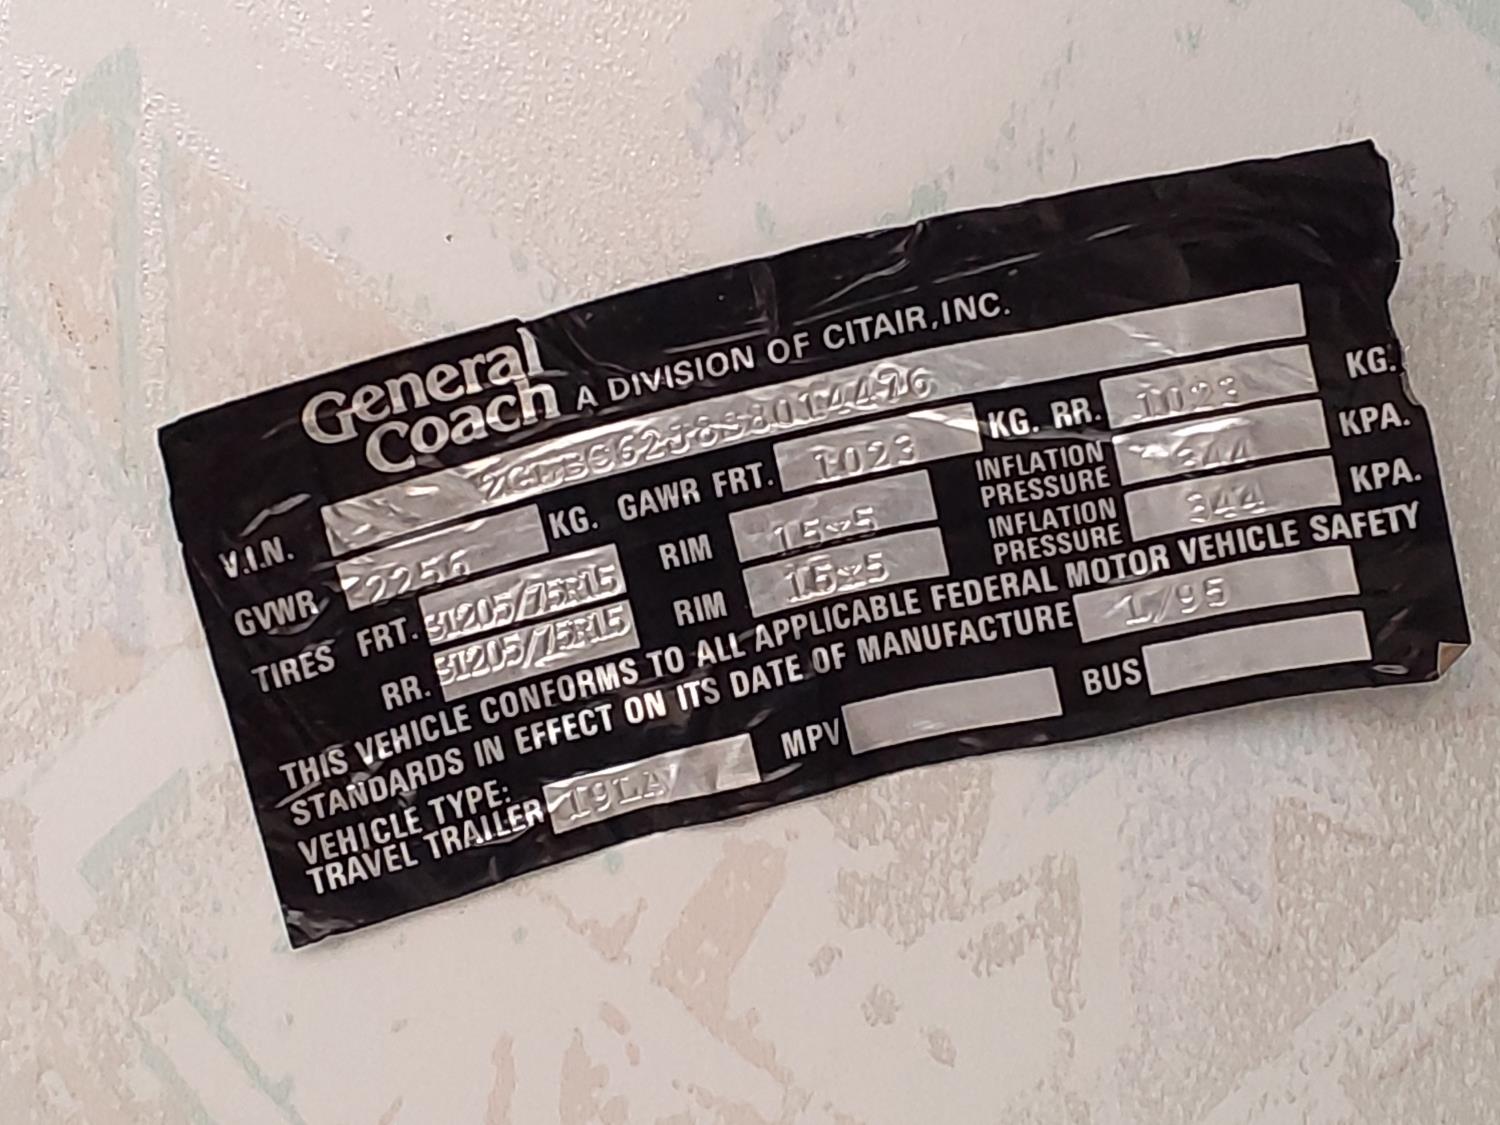 General
Coach A DIVISION OF CITAIR, INC.
V.I.N.
GVWR 2256 KG. GAWR FRT. 1023 KG. RR. 1023 KG.
TIRES FRT. ST205/75R15 RIM 15x5 INFLATION PRESSURE 344 KPA.
RR. ST205/75R15 RIM 15x5 INFLATION PRESSURE 344 KPA.
THIS VEHICLE CONFORMS TO ALL APPLICABLE FEDERAL MOTOR VEHICLE SAFETY
STANDARDS IN EFFECT ON ITS DATE OF MANUFACTURE 1/95
VEHICLE TYPE:
TRAVEL TRAILER T9LA MPV BUS